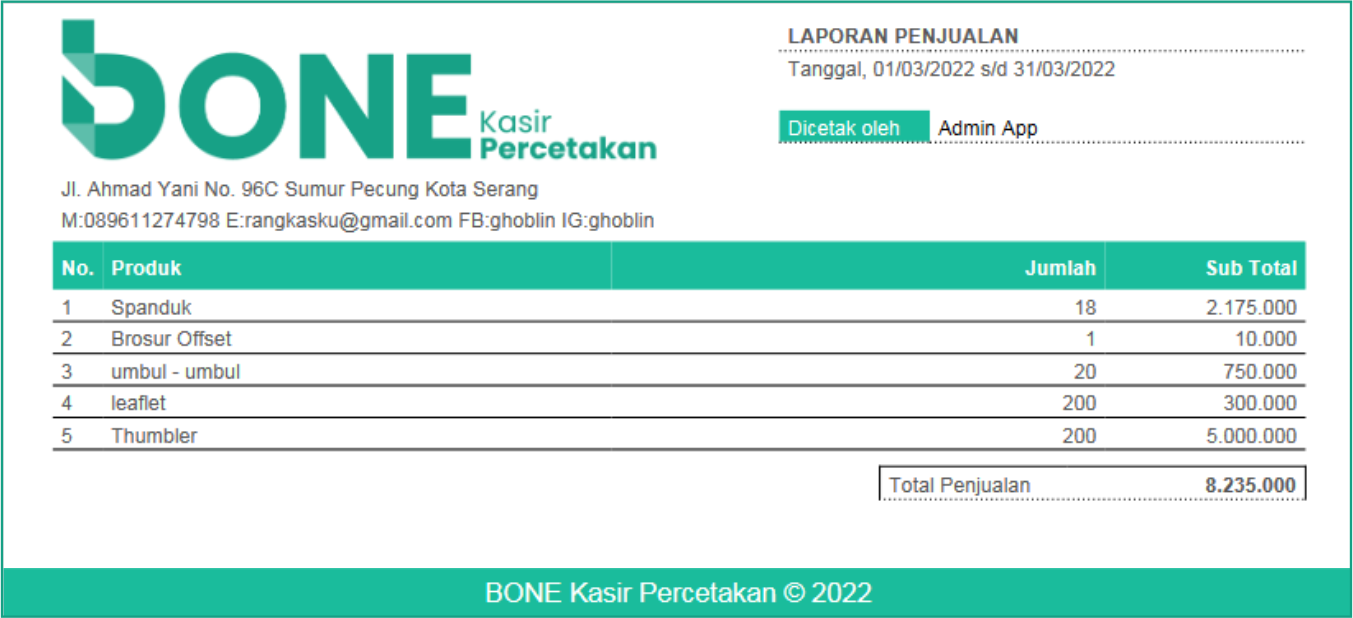 bONE Kasir
Percetakan
LAPORAN PENJUALAN
Tanggal, 01/03/2022 s/d 31/03/2022
Dicetak oleh Admin App
Jl. Ahmad Yani No. 96C Sumur Pecung Kota Serang
M:089611274798 E:rangkasku@gmail.com FB:ghoblin IG:ghoblin
No. Produk Jumlah Sub Total
1 Spanduk 18 2.175.000
2 Brosur Offset 1 10.000
3 umbul - umbul 20 750.000
4 leaflet 200 300.000
5 Thumbler 200 5.000.000
Total Penjualan 8.235.000
BONE Kasir Percetakan © 2022